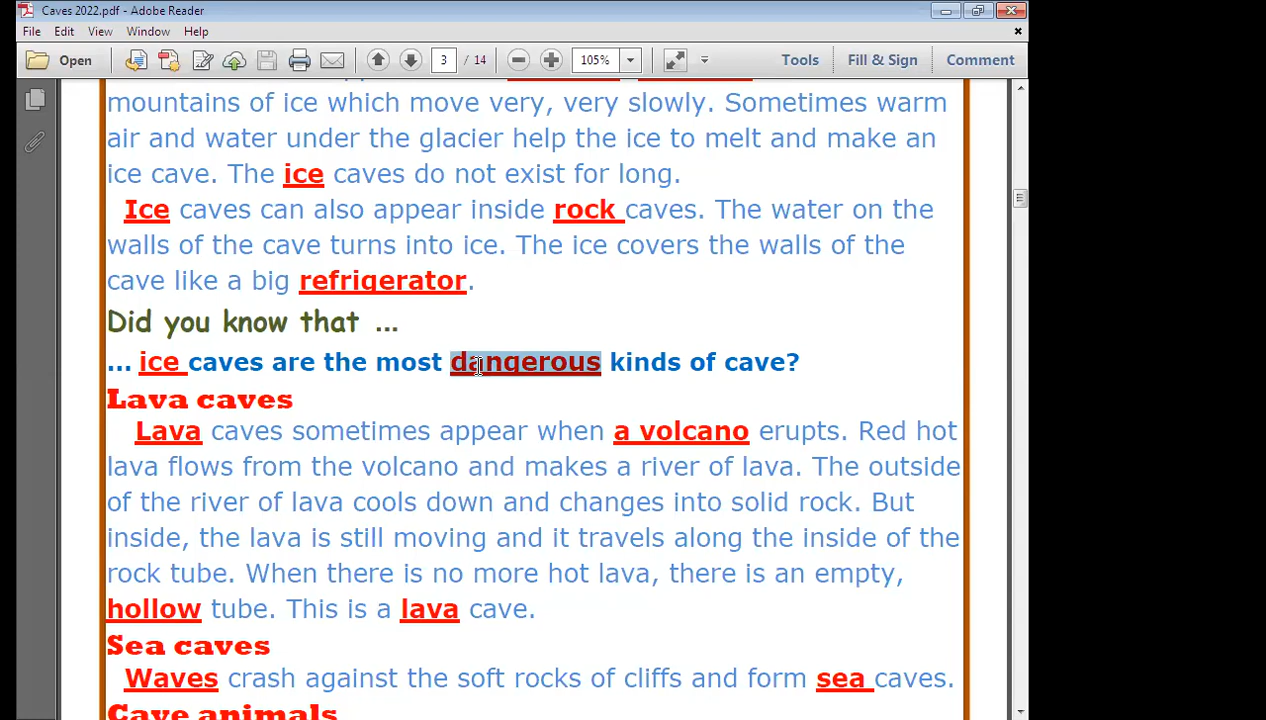 Caves 2022.pdf - Adobe Reader
File Edit View Window Help
Open 3 / 14 105% Tools Fill & Sign Comment
mountains of ice which move very, very slowly. Sometimes warm
air and water under the glacier help the ice to melt and make an
ice cave. The ice caves do not exist for long.
Ice caves can also appear inside rock caves. The water on the
walls of the cave turns into ice. The ice covers the walls of the
cave like a big refrigerator.
Did you know that ...
... ice caves are the most dangerous kinds of cave?
Lava caves
Lava caves sometimes appear when a volcano erupts. Red hot
lava flows from the volcano and makes a river of lava. The outside
of the river of lava cools down and changes into solid rock. But
inside, the lava is still moving and it travels along the inside of the
rock tube. When there is no more hot lava, there is an empty,
hollow tube. This is a lava cave.
Sea caves
Waves crash against the soft rocks of cliffs and form sea caves.
Cave animals